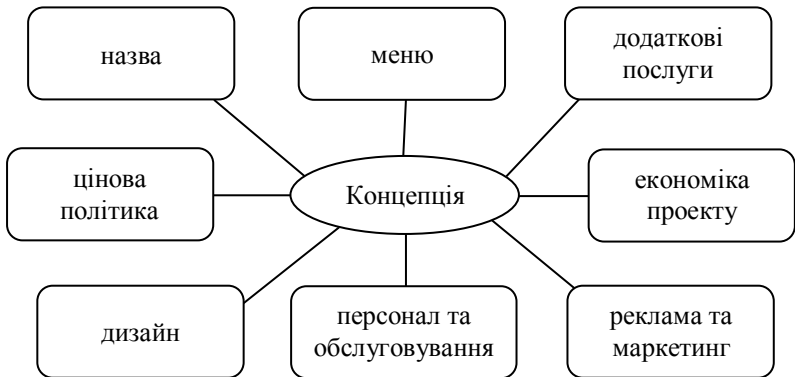 назва
меню
додаткові
послуги
цінова
політика
Концепція
економіка
проекту
дизайн
персонал та
обслуговування
реклама та
маркетинг